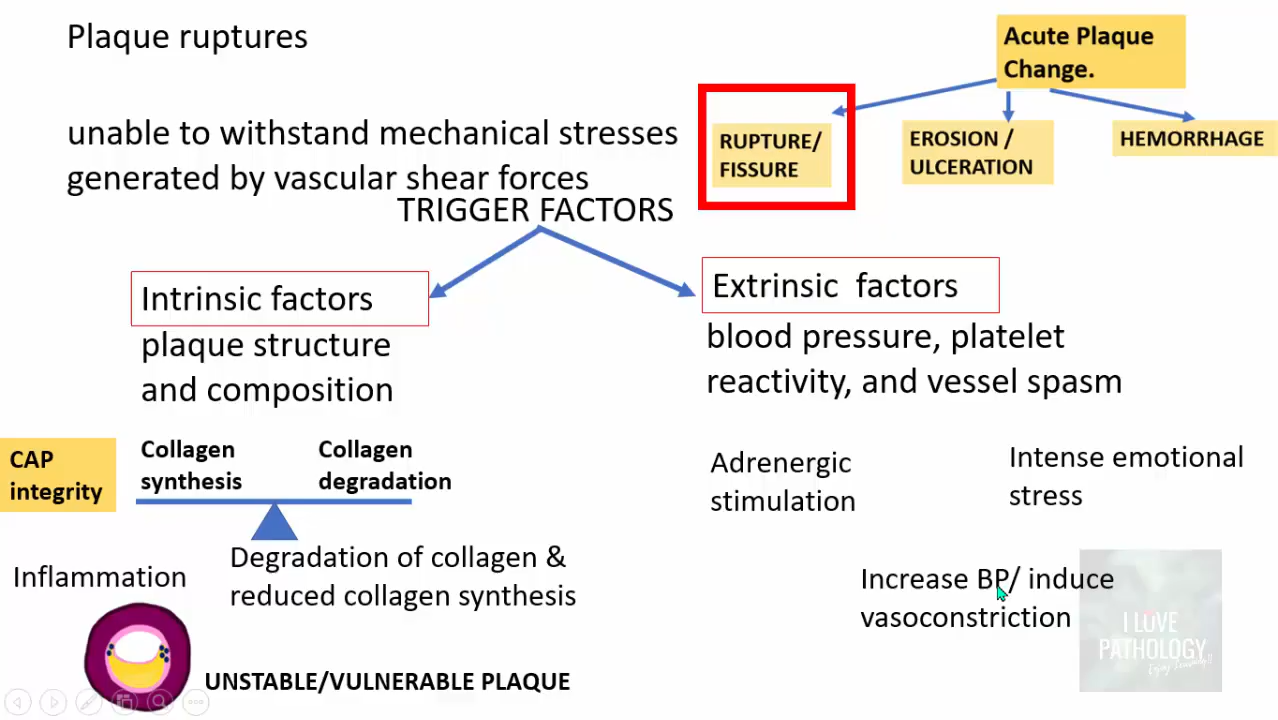 Plaque ruptures
Acute Plaque
Change.
unable to withstand mechanical stresses
generated by vascular shear forces
RUPTURE/
FISSURE
EROSION /
ULCERATION
HEMORRHAGE
TRIGGER FACTORS
Intrinsic factors
plaque structure
and composition
Extrinsic factors
blood pressure, platelet
reactivity, and vessel spasm
CAP
integrity
Collagen
synthesis
Collagen
degradation
Adrenergic
stimulation
Intense emotional
stress
Inflammation
Degradation of collagen &
reduced collagen synthesis
Increase BP/ induce
vasoconstriction
UNSTABLE/VULNERABLE PLAQUE
I LOVE
PATHOLOGY
Enjoy Learning!!